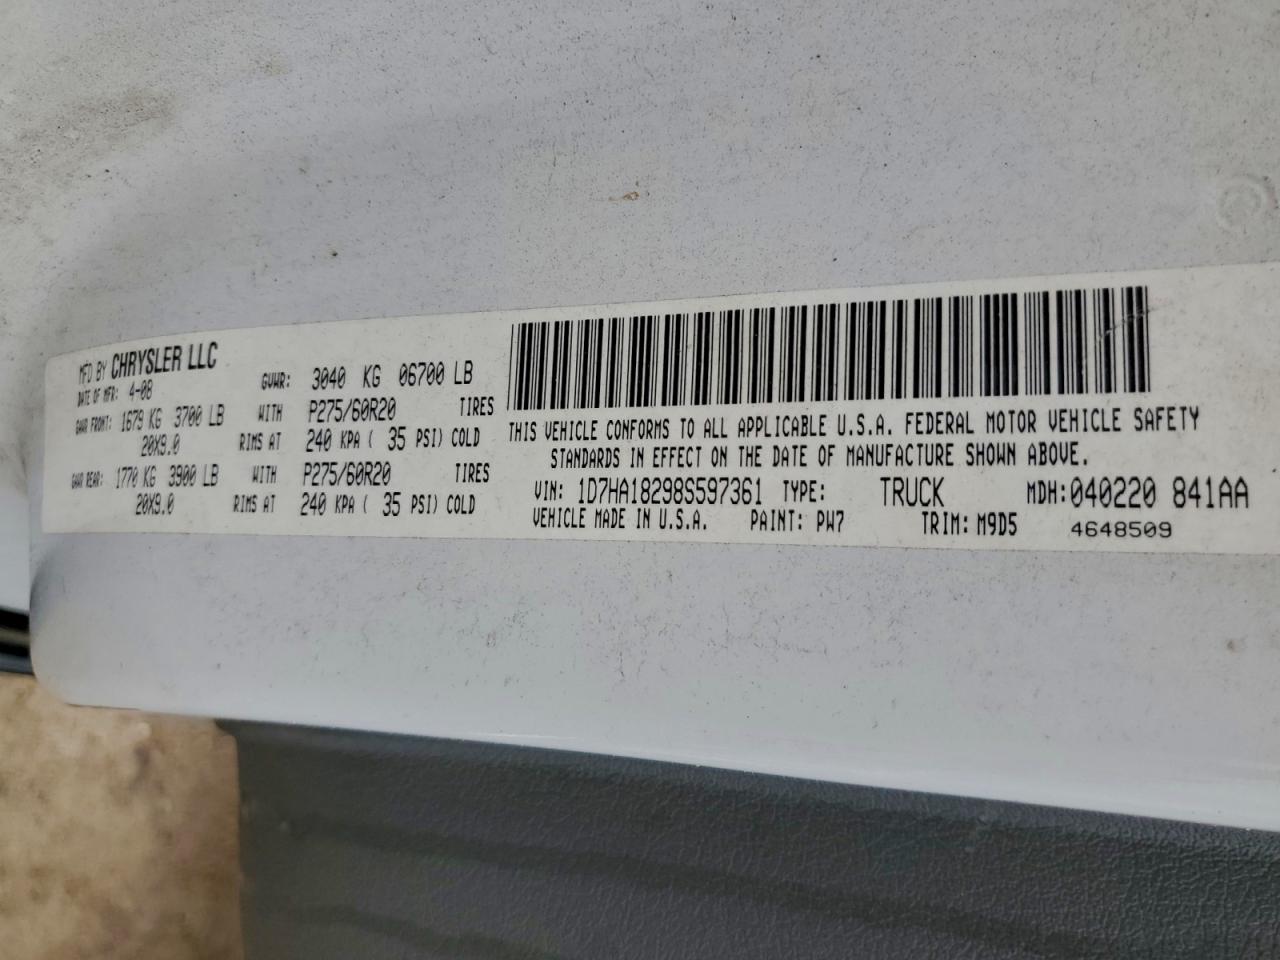 MFD BY CHRYSLER LLC
DATE OF MFR: 4-08 GVWR: 3040 KG 06700 LB
GAWR FRONT: 1679 KG 3700 LB WITH P275/60R20 TIRES
20X9.0 RIMS AT 240 KPA ( 35 PSI) COLD
GAWR REAR: 1770 KG 3900 LB WITH P275/60R20 TIRES
20X9.0 RIMS AT 240 KPA ( 35 PSI) COLD
THIS VEHICLE CONFORMS TO ALL APPLICABLE U.S.A. FEDERAL MOTOR VEHICLE SAFETY
STANDARDS IN EFFECT ON THE DATE OF MANUFACTURE SHOWN ABOVE.
VIN: 1D7HA18298S597361 TYPE: TRUCK MDH:040220 841AA
VEHICLE MADE IN U.S.A. PAINT: PW7 TRIM: M9D5 4648509